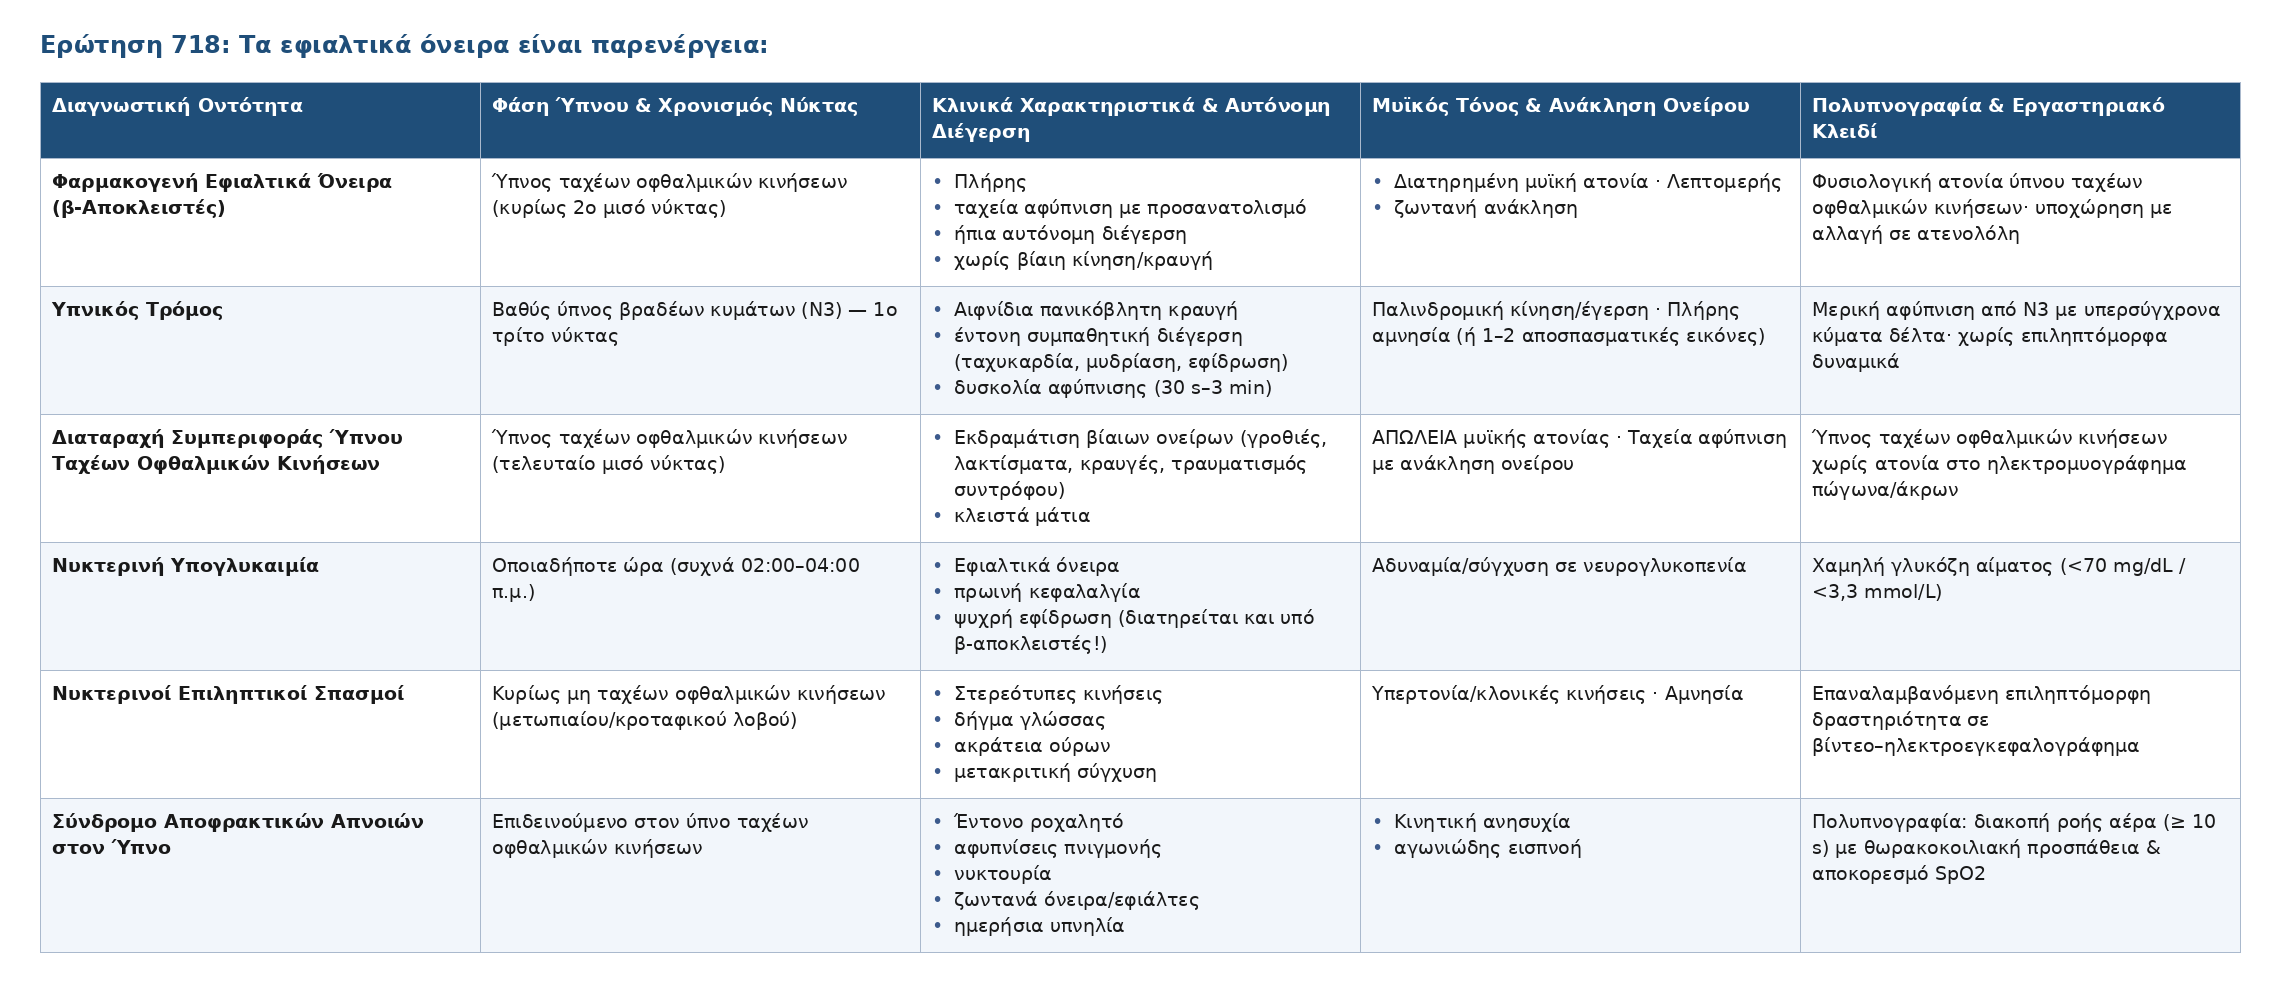 Ερώτηση 718: Τα εφιαλτικά όνειρα είναι παρενέργεια:
Διαγνωστική Οντότητα
Φάση Ύπνου & Χρονισμός Νύκτας
Κλινικά Χαρακτηριστικά & Αυτόνομη
Διέγερση
Μυϊκός Τόνος & Ανάκληση Ονείρου
Πολυπνογραφία & Εργαστηριακό
Κλειδί
Φαρμακογενή Εφιαλτικά Όνειρα
(β-Αποκλειστές)
Ύπνος ταχέων οφθαλμικών κινήσεων
(κυρίως 2ο μισό νύκτας)
• Πλήρης
• ταχεία αφύπνιση με προσανατολισμό
• ήπια αυτόνομη διέγερση
• χωρίς βίαιη κίνηση/κραυγή
• Διατηρημένη μυϊκή ατονία · Λεπτομερής
• ζωντανή ανάκληση
Φυσιολογική ατονία ύπνου ταχέων
οφθαλμικών κινήσεων· υποχώρηση με
αλλαγή σε ατενολόλη
Υπνικός Τρόμος
Βαθύς ύπνος βραδέων κυμάτων (N3) — 1ο
τρίτο νύκτας
• Αιφνίδια πανικόβλητη κραυγή
• έντονη συμπαθητική διέγερση
(ταχυκαρδία, μυδρίαση, εφίδρωση)
• δυσκολία αφύπνισης (30 s–3 min)
Παλινδρομική κίνηση/έγερση · Πλήρης
αμνησία (ή 1–2 αποσπασματικές εικόνες)
Μερική αφύπνιση από N3 με υπερσύγχρονα
κύματα δέλτα· χωρίς επιληπτόμορφα
δυναμικά
Διαταραχή Συμπεριφοράς Ύπνου
Ταχέων Οφθαλμικών Κινήσεων
Ύπνος ταχέων οφθαλμικών κινήσεων
(τελευταίο μισό νύκτας)
• Εκδραμάτιση βίαιων ονείρων (γροθιές,
λακτίσματα, κραυγές, τραυματισμός
συντρόφου)
• κλειστά μάτια
ΑΠΩΛΕΙΑ μυϊκής ατονίας · Ταχεία αφύπνιση
με ανάκληση ονείρου
Ύπνος ταχέων οφθαλμικών κινήσεων
χωρίς ατονία στο ηλεκτρομυογράφημα
πώγωνα/άκρων
Νυκτερινή Υπογλυκαιμία
Οποιαδήποτε ώρα (συχνά 02:00–04:00
π.μ.)
• Εφιαλτικά όνειρα
• πρωινή κεφαλαλγία
• ψυχρή εφίδρωση (διατηρείται και υπό
β-αποκλειστές!)
Αδυναμία/σύγχυση σε νευρογλυκοπενία
Χαμηλή γλυκόζη αίματος (<70 mg/dL /
<3,3 mmol/L)
Νυκτερινοί Επιληπτικοί Σπασμοί
Κυρίως μη ταχέων οφθαλμικών κινήσεων
(μετωπιαίου/κροταφικού λοβού)
• Στερεότυπες κινήσεις
• δήγμα γλώσσας
• ακράτεια ούρων
• μετακριτική σύγχυση
Υπερτονία/κλονικές κινήσεις · Αμνησία
Επαναλαμβανόμενη επιληπτόμορφη
δραστηριότητα σε
βίντεο–ηλεκτροεγκεφαλογράφημα
Σύνδρομο Αποφρακτικών Απνοιών
στον Ύπνο
Επιδεινούμενο στον ύπνο ταχέων
οφθαλμικών κινήσεων
• Έντονο ροχαλητό
• αφυπνίσεις πνιγμονής
• νυκτουρία
• ζωντανά όνειρα/εφιάλτες
• ημερήσια υπνηλία
• Κινητική ανησυχία
• αγωνιώδης εισπνοή
Πολυπνογραφία: διακοπή ροής αέρα (≥ 10
s) με θωρακοκοιλιακή προσπάθεια &
αποκορεσμό SpO2